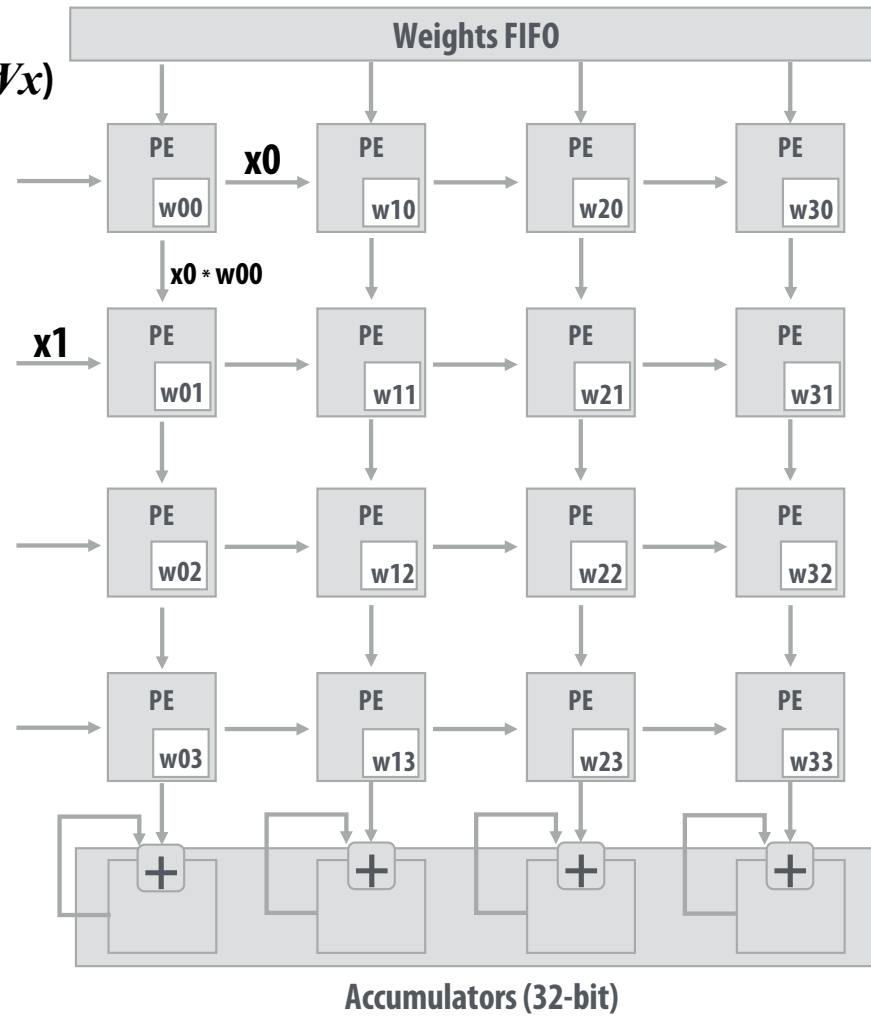 Weights FIFO
x)
PE PE PE PE
x0
w00 w10 w20 w30
x0 * w00
x1
PE PE PE PE
w01 w11 w21 w31
PE PE PE PE
w02 w12 w22 w32
PE PE PE PE
w03 w13 w23 w33
+ + + +
Accumulators (32-bit)